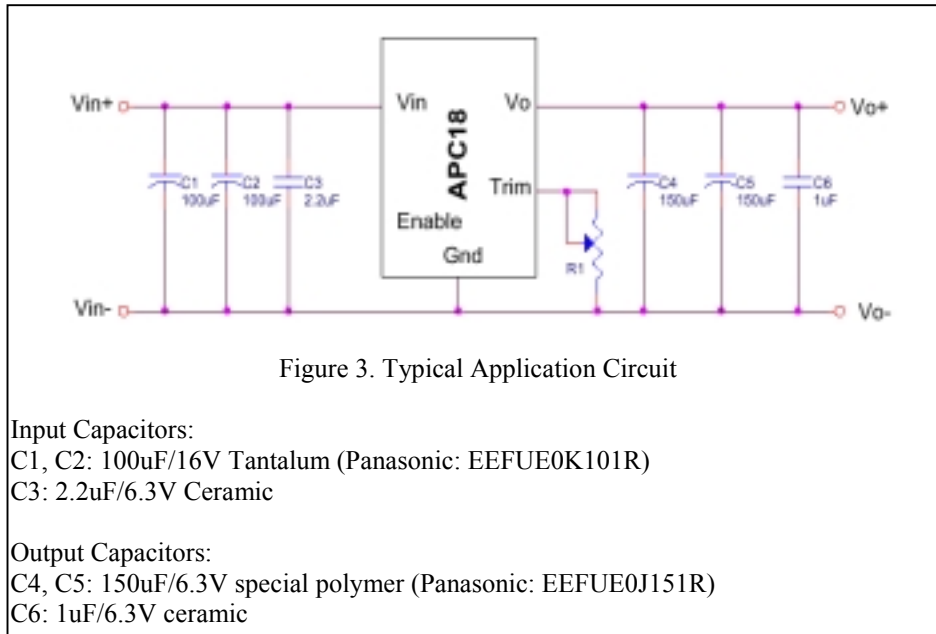 Vin+
Vin
Vo
Vo+
APC18
C1
100uF
C2
100uF
C3
2.2uF
Trim
C4
150uF
C5
150uF
C6
1uF
Enable
R1
Gnd
Vin-
Vo-
Figure 3. Typical Application Circuit
Input Capacitors:
C1, C2: 100uF/16V Tantalum (Panasonic: EEFUE0K101R)
C3: 2.2uF/6.3V Ceramic
Output Capacitors:
C4, C5: 150uF/6.3V special polymer (Panasonic: EEFUE0J151R)
C6: 1uF/6.3V ceramic